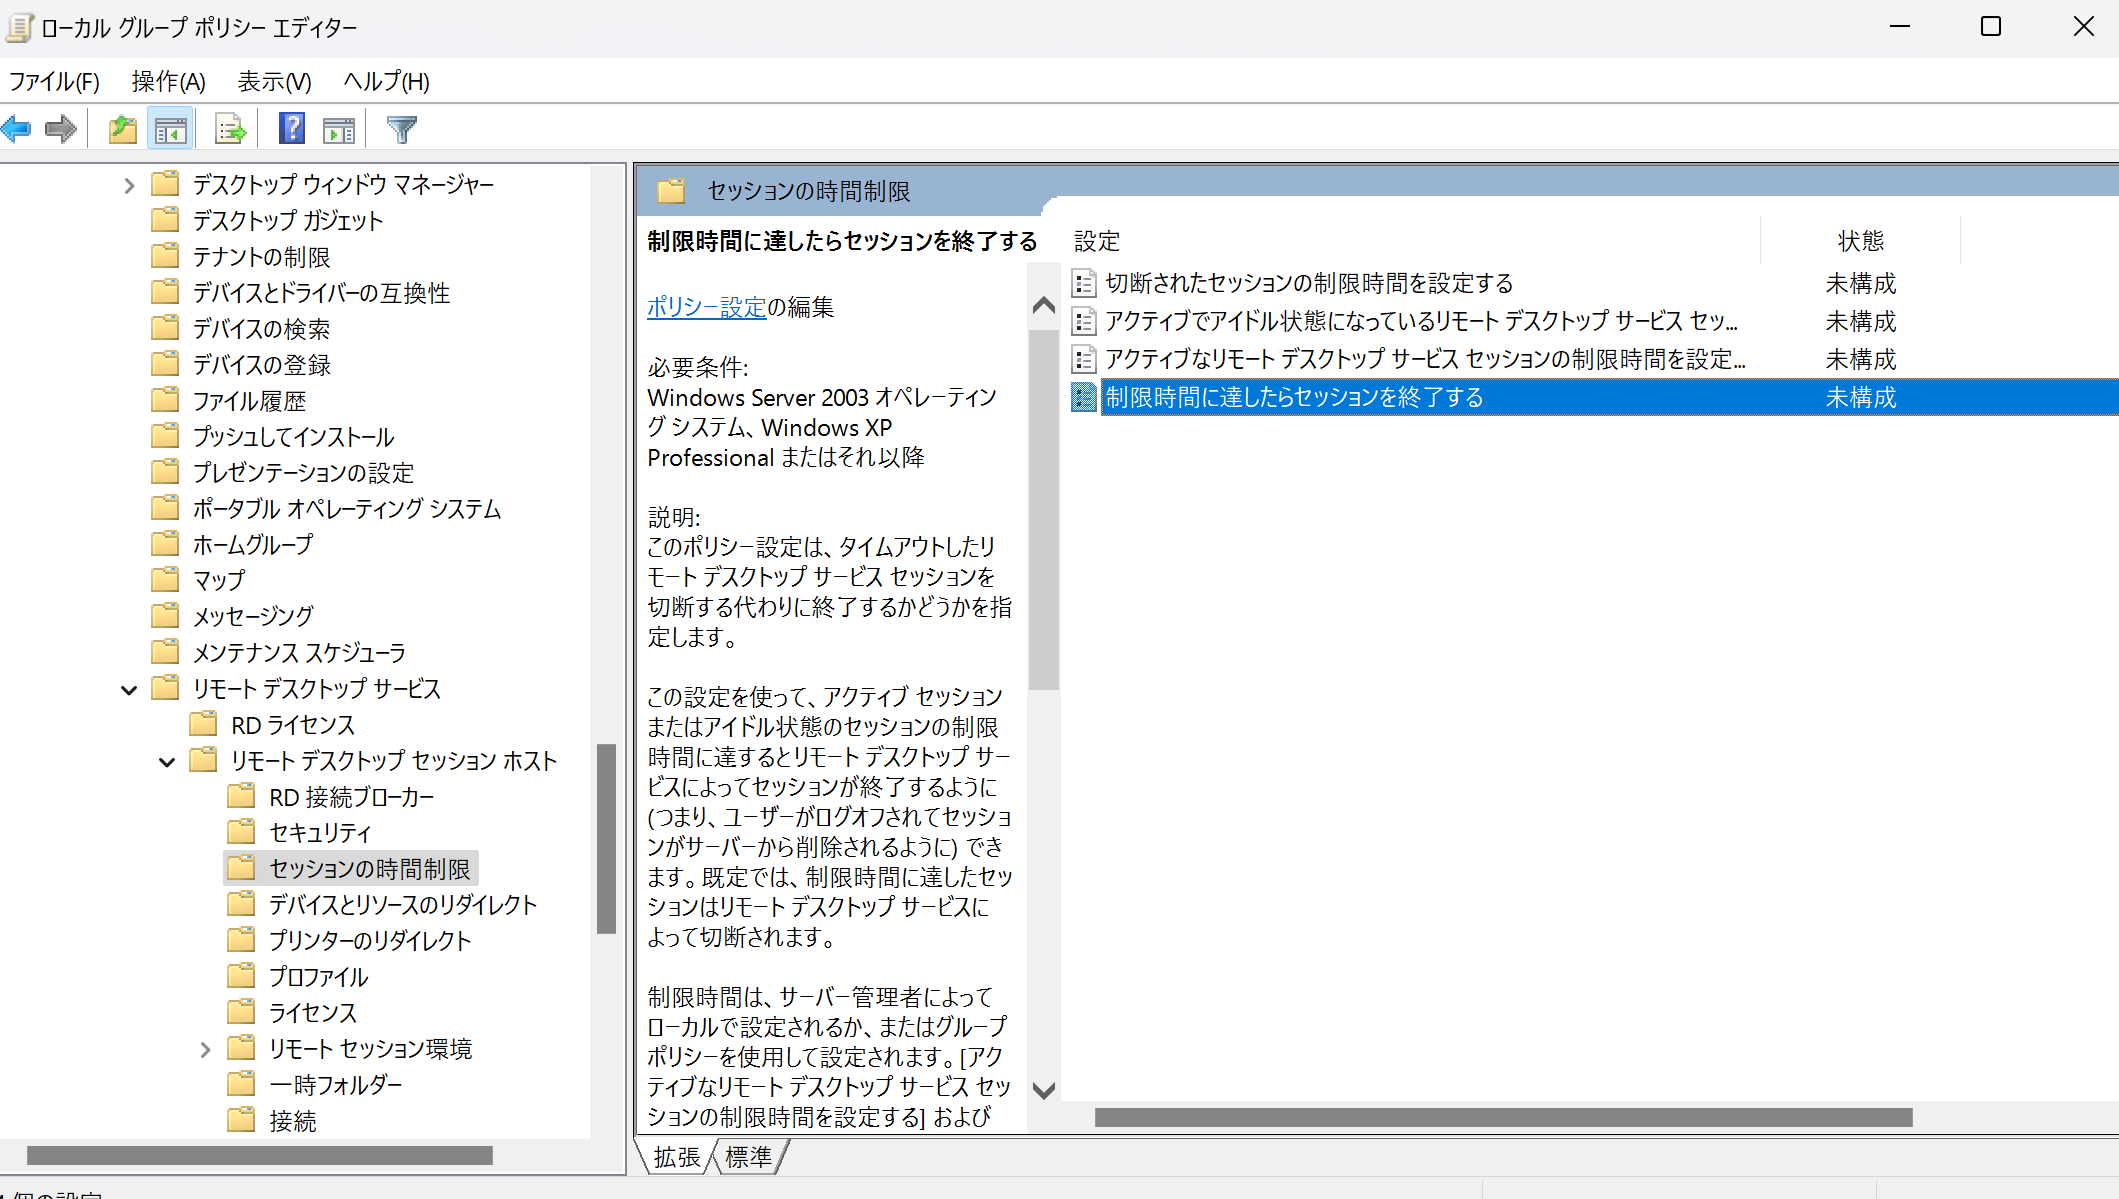 ローカル グループ ポリシー エディター
ファイル(F) 操作(A) 表示(V) ヘルプ(H)
デスクトップ ウィンドウ マネージャー
デスクトップ ガジェット
テナントの制限
デバイスとドライバーの互換性
デバイスの検索
デバイスの登録
ファイル履歴
プッシュしてインストール
プレゼンテーションの設定
ポータブル オペレーティング システム
ホームグループ
マップ
メッセージング
メンテナンス スケジューラ
リモート デスクトップ サービス
RD ライセンス
リモート デスクトップ セッション ホスト
RD 接続ブローカー
セキュリティ
セッションの時間制限
デバイスとリソースのリダイレクト
プリンターのリダイレクト
プロファイル
ライセンス
リモート セッション環境
一時フォルダー
接続
セッションの時間制限
制限時間に達したらセッションを終了する
ポリシー設定の編集
必要条件:
Windows Server 2003 オペレーティン
グ システム、Windows XP
Professional またはそれ以降
説明:
このポリシー設定は、タイムアウトしたリ
モート デスクトップ サービス セッションを
切断する代わりに終了するかどうかを指
定します。
この設定を使って、アクティブ セッション
またはアイドル状態のセッションの制限
時間に達するとリモート デスクトップ サー
ビスによってセッションが終了するように
(つまり、ユーザーがログオフされてセッショ
ンがサーバーから削除されるように) でき
ます。既定では、制限時間に達したセッ
ションはリモート デスクトップ サービスに
よって切断されます。
制限時間は、サーバー管理者によって
ローカルで設定されるか、またはグループ
ポリシーを使用して設定されます。[アク
ティブなリモート デスクトップ サービス セッ
ションの制限時間を設定する] および
設定 状態
切断されたセッションの制限時間を設定する 未構成
アクティブでアイドル状態になっているリモート デスクトップ サービス セッ... 未構成
アクティブなリモート デスクトップ サービス セッションの制限時間を設定... 未構成
制限時間に達したらセッションを終了する 未構成
拡張 標準
個の設定